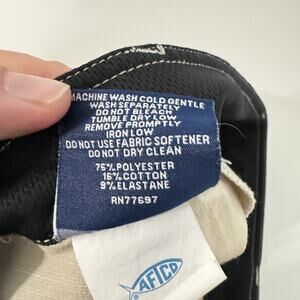 MACHINE WASH COLD GENTLE
WASH SEPARATELY
DO NOT BLEACH
TUMBLE DRY LOW
REMOVE PROMPTLY
IRON LOW
DO NOT USE FABRIC SOFTENER
DO NOT DRY CLEAN
75% POLYESTER
16% COTTON
9% ELASTANE
RN77697
AFTCO